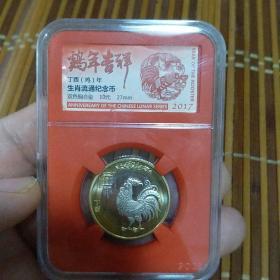 鸡年吉祥
YEAR OF THE ROOSTER
丁酉(鸡)年
生肖流通纪念币
双色铜合金 10元 27mm
ANNIVERSARY OF THE CHINESE LUNAR SERIES
2017